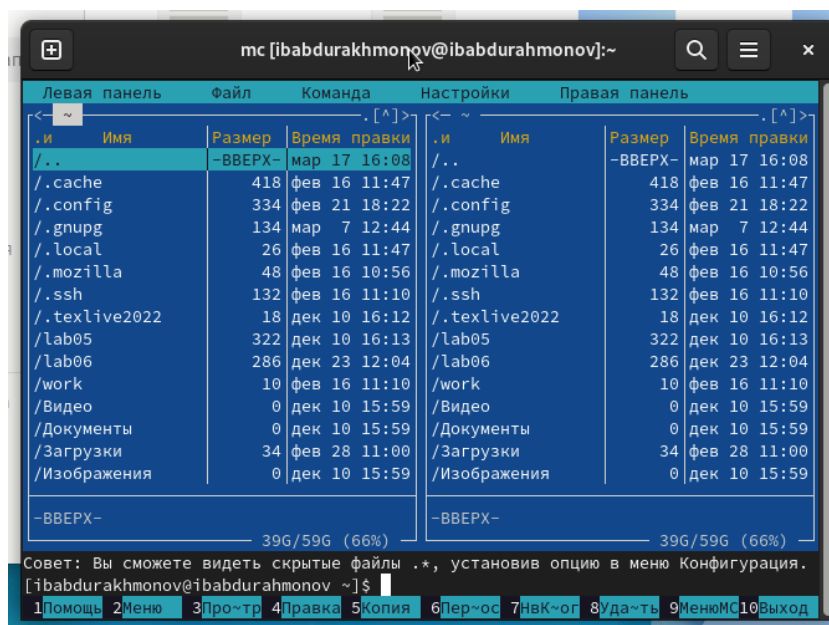 mc [ibabdurakhmonov@ibabdurahmonov]:~
Левая панель Файл Команда Настройки Правая панель
<— ~ .[^]> <— ~ .[^]>
.и Имя Размер Время правки .и Имя Размер Время правки
/.. -ВВЕРХ- мар 17 16:08 /.. -ВВЕРХ- мар 17 16:08
/.cache 418 фев 16 11:47 /.cache 418 фев 16 11:47
/.config 334 фев 21 18:22 /.config 334 фев 21 18:22
/.gnupg 134 мар 7 12:44 /.gnupg 134 мар 7 12:44
/.local 26 фев 16 11:47 /.local 26 фев 16 11:47
/.mozilla 48 фев 16 10:56 /.mozilla 48 фев 16 10:56
/.ssh 132 фев 16 11:10 /.ssh 132 фев 16 11:10
/.texlive2022 18 дек 10 16:12 /.texlive2022 18 дек 10 16:12
/lab05 322 дек 10 16:13 /lab05 322 дек 10 16:13
/lab06 286 дек 23 12:04 /lab06 286 дек 23 12:04
/work 10 фев 16 11:10 /work 10 фев 16 11:10
/Видео 0 дек 10 15:59 /Видео 0 дек 10 15:59
/Документы 0 дек 10 15:59 /Документы 0 дек 10 15:59
/Загрузки 34 фев 28 11:00 /Загрузки 34 фев 28 11:00
/Изображения 0 дек 10 15:59 /Изображения 0 дек 10 15:59
-ВВЕРХ- -ВВЕРХ-
39G/59G (66%) 39G/59G (66%)
Совет: Вы сможете видеть скрытые файлы .*, установив опцию в меню Конфигурация.
[ibabdurakhmonov@ibabdurahmonov ~]$
1Помощь 2Меню 3Про~тр 4Правка 5Копия 6Пер~ос 7НвК~ог 8Уда~ть 9МенюMC10Выход